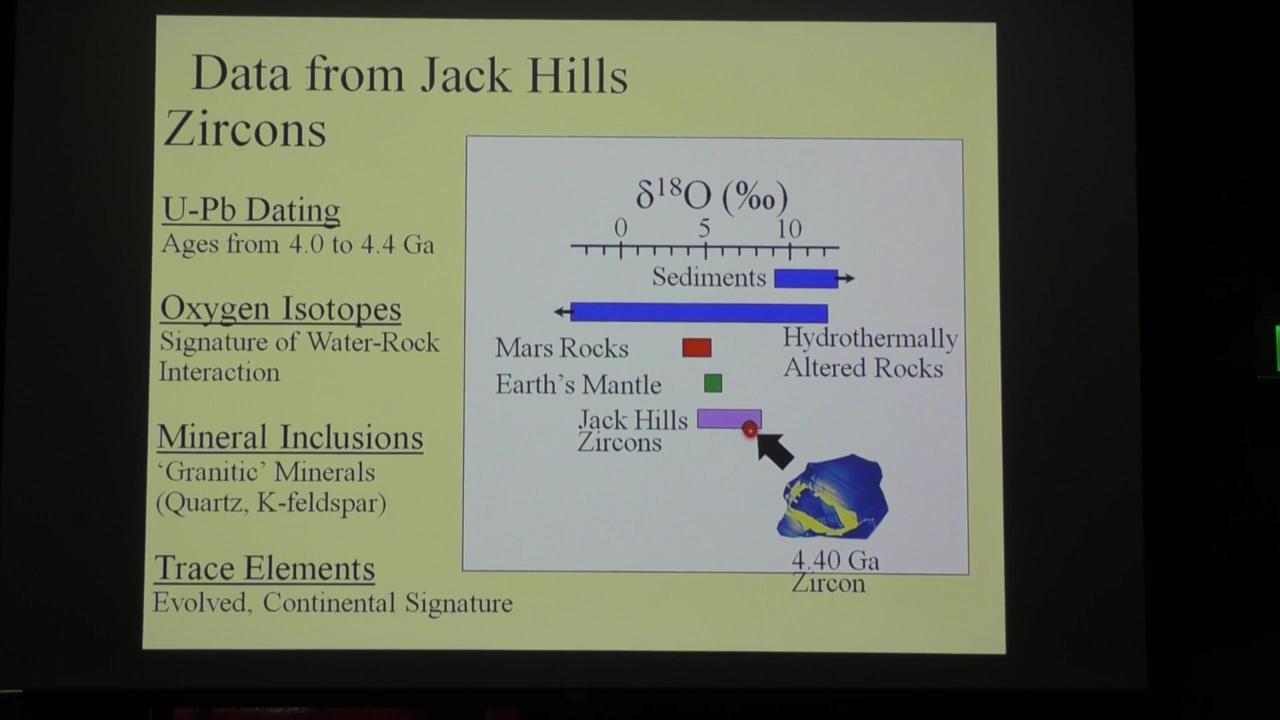 Data from Jack Hills
Zircons
U-Pb Dating
Ages from 4.0 to 4.4 Ga
Oxygen Isotopes
Signature of Water-Rock
Interaction
Mineral Inclusions
‘Granitic’ Minerals
(Quartz, K-feldspar)
Trace Elements
Evolved, Continental Signature
δ¹⁸O (‰)
0 5 10
Sediments
Hydrothermally
Altered Rocks
Mars Rocks
Earth’s Mantle
Jack Hills
Zircons
4.40 Ga
Zircon